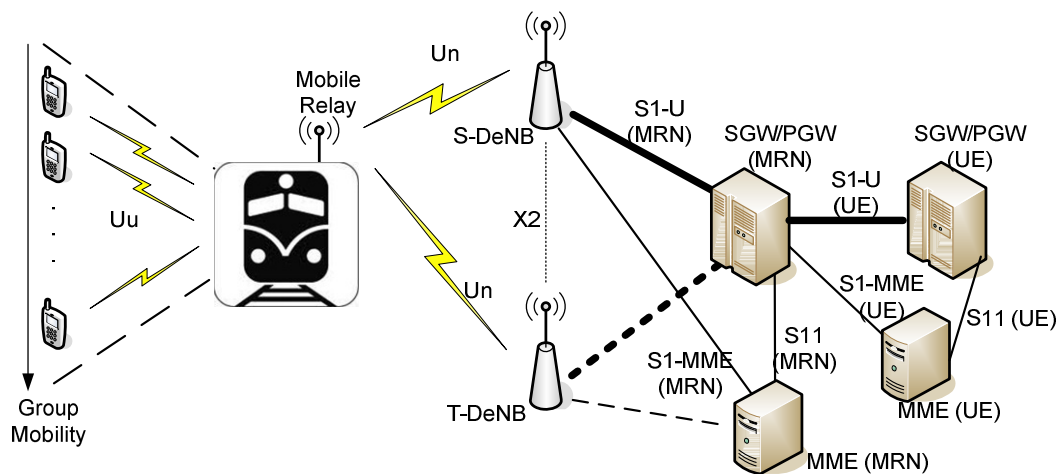 Un
Mobile
Relay
S-DeNB
S1-U
(MRN)
SGW/PGW
(MRN)
SGW/PGW
(UE)
S1-U
(UE)
Uu
X2
Un
S1-MME
(UE)
S11 (UE)
S1-MME
(MRN)
S11
(MRN)
T-DeNB
MME (UE)
MME (MRN)
Group
Mobility